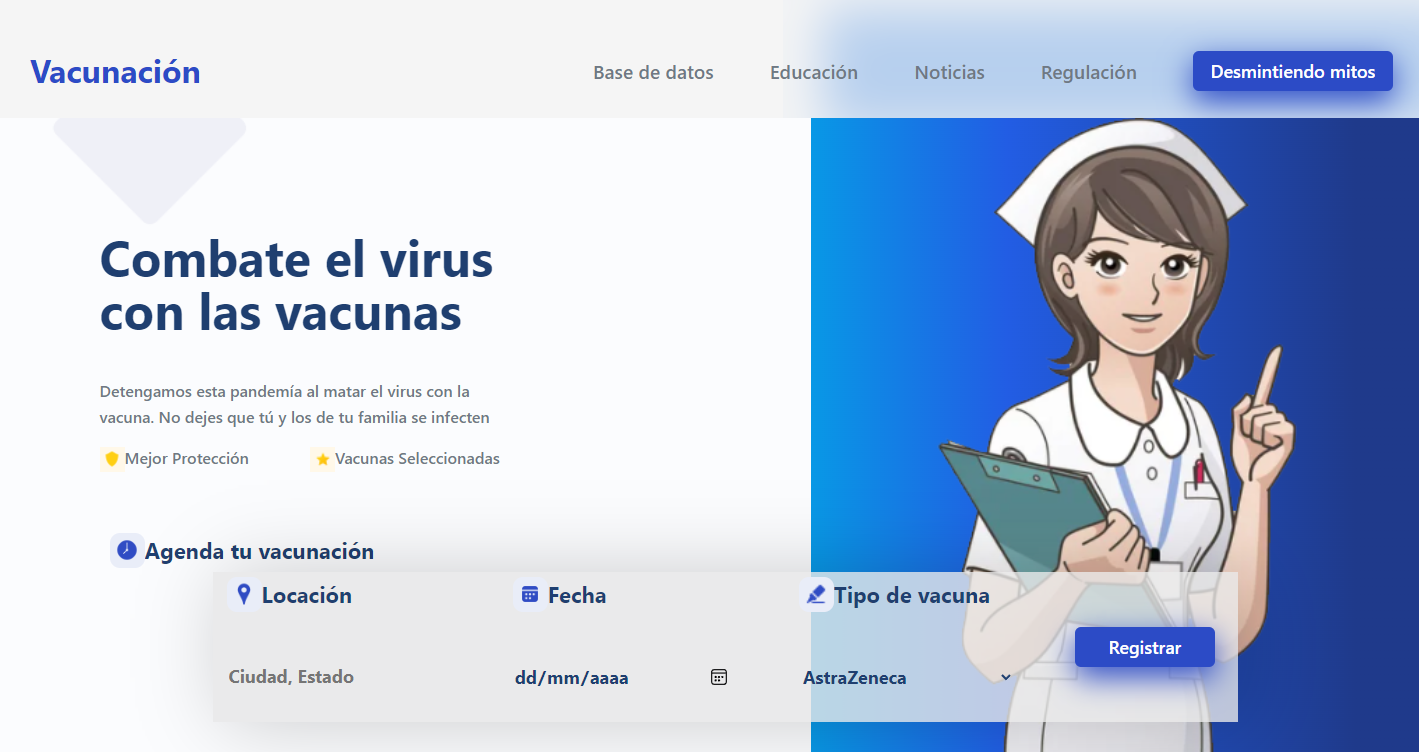 Vacunación
Base de datos
Educación
Noticias
Regulación
Desmintiendo mitos
Combate el virus
con las vacunas
Detengamos esta pandemía al matar el virus con la
vacuna. No dejes que tú y los de tu familia se infecten
Mejor Protección
Vacunas Seleccionadas
Agenda tu vacunación
Locación
Fecha
Tipo de vacuna
Ciudad, Estado
dd/mm/aaaa
AstraZeneca
Registrar